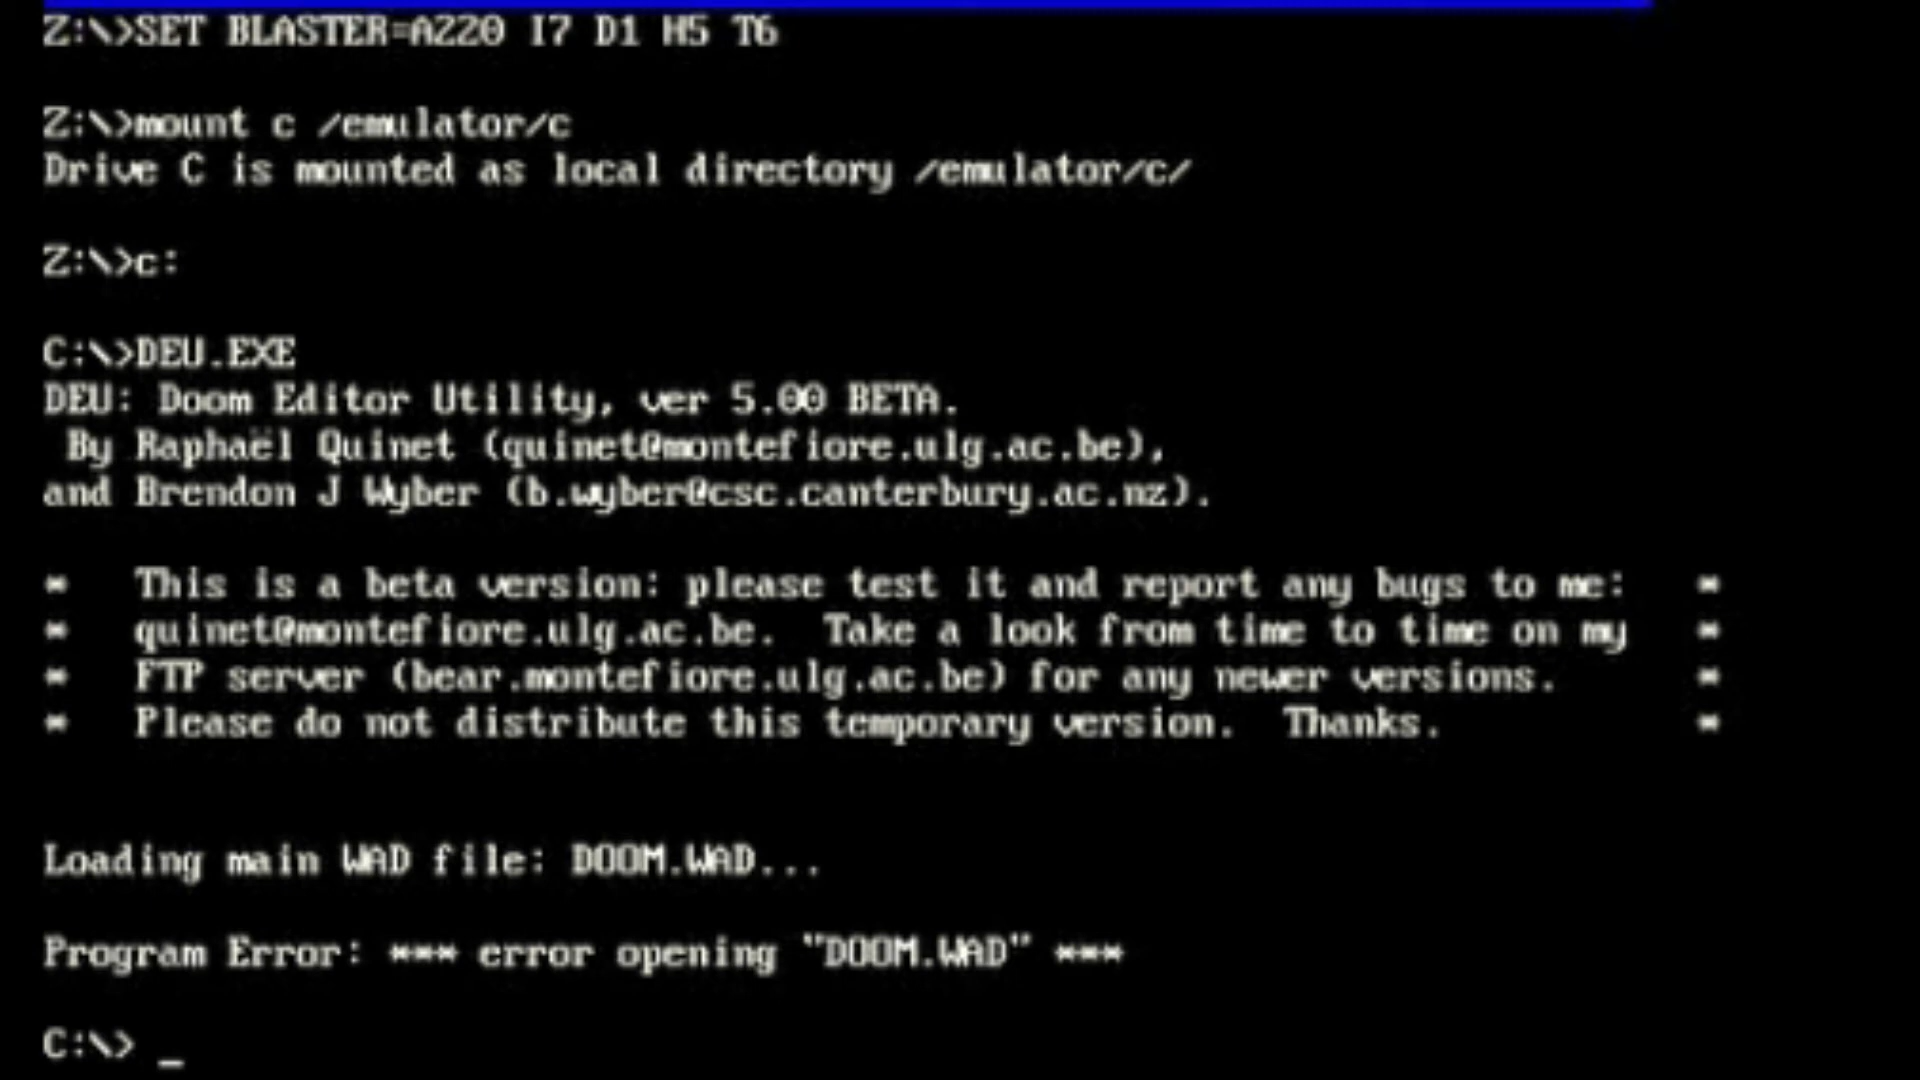 Z:\>SET BLASTER=A220 I7 D1 H5 T6
Z:\>mount c /emulator/c
Drive C is mounted as local directory /emulator/c/
Z:\>c:
C:\>DEU.EXE
DEU: Doom Editor Utility, ver 5.00 BETA.
By Raphaël Quinet (quinet@montefiore.ulg.ac.be),
and Brendon J Wyber (b.wyber@csc.canterbury.ac.nz).
*   This is a beta version: please test it and report any bugs to me:   *
*   quinet@montefiore.ulg.ac.be.  Take a look from time to time on my   *
*   FTP server (bear.montefiore.ulg.ac.be) for any newer versions.      *
*   Please do not distribute this temporary version.  Thanks.           *
Loading main WAD file: DOOM.WAD...
Program Error: *** error opening "DOOM.WAD" ***
C:\> _